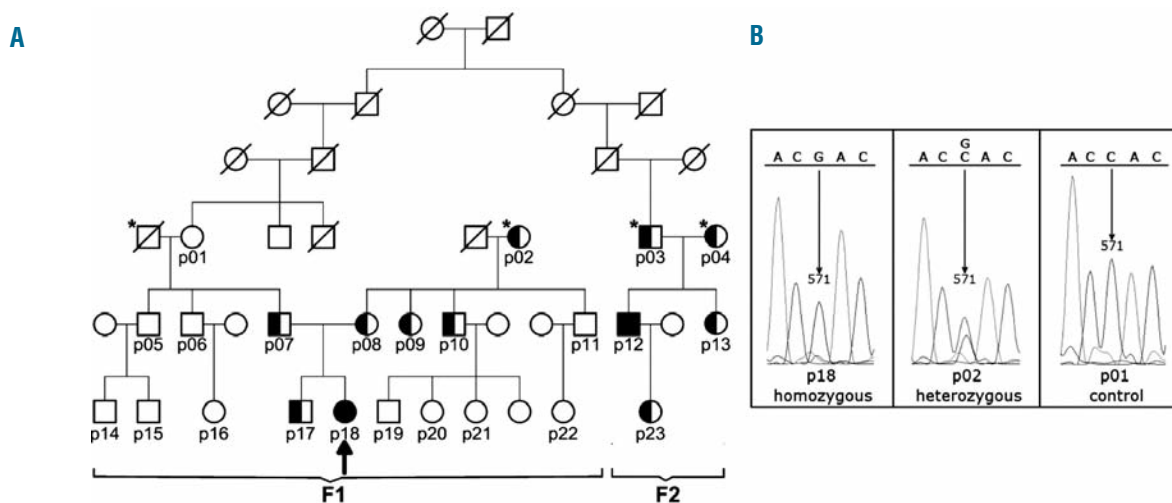 A
B
* * * *
p01 p02 p03 p04
p05 p06 p07 p08 p09 p10 p11 p12 p13
p14 p15 p16 p17 p18 p19 p20 p21 p22 p23
F1 F2
G
A C G A C
A C C A C
A C C A C
571
571
571
p18
homozygous
p02
heterozygous
p01
control